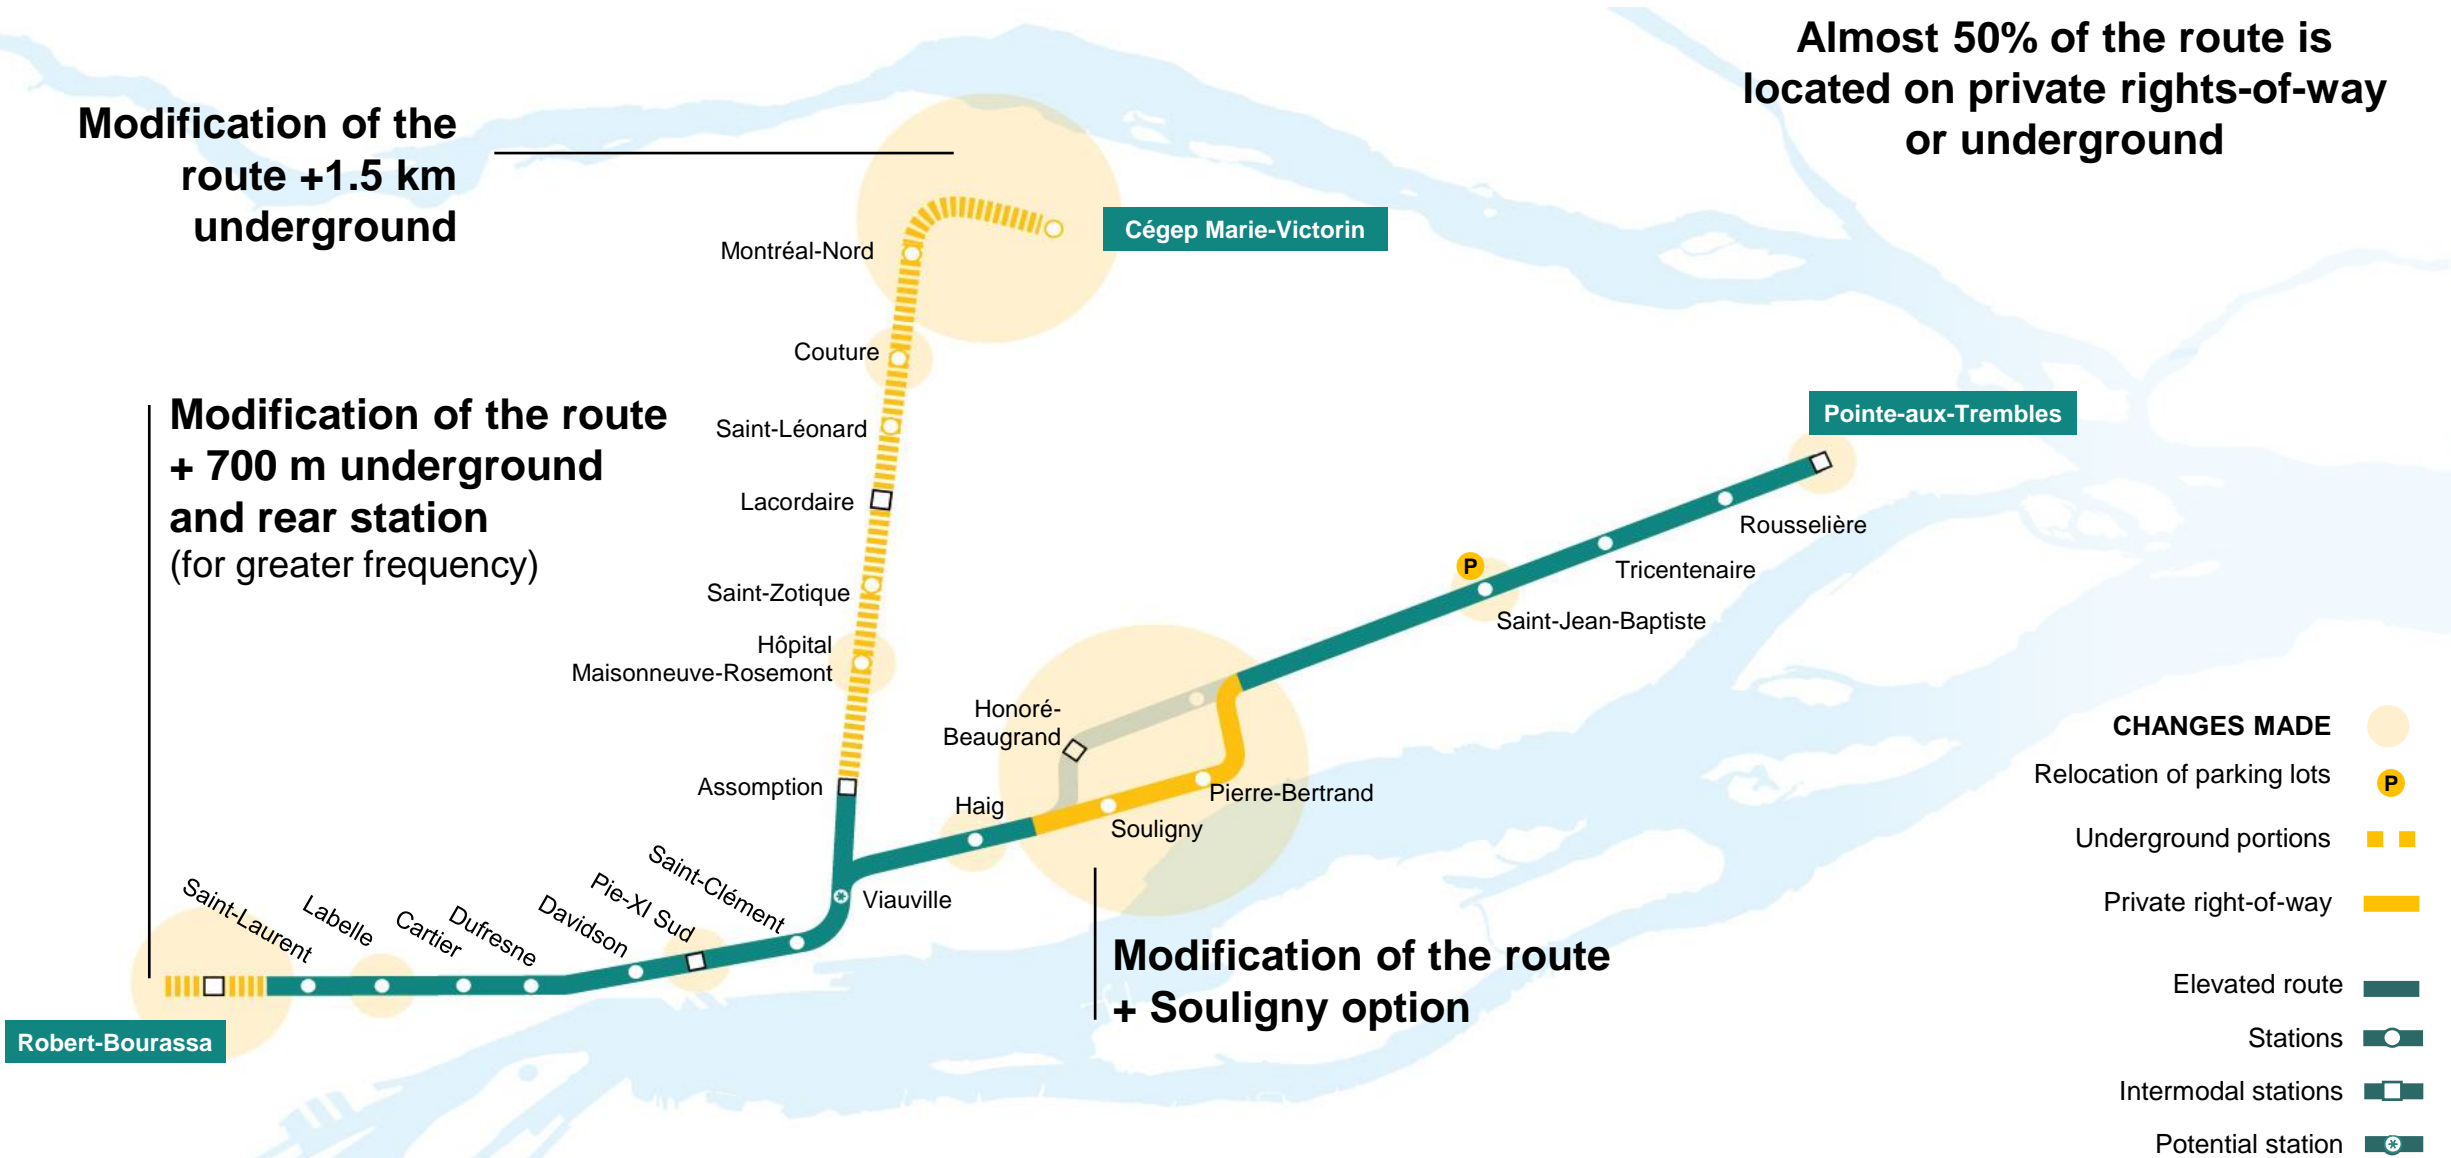 Almost 50% of the route is
located on private rights-of-way
or underground
Modification of the
route +1.5 km
underground
Cégep Marie-Victorin
Montréal-Nord
Couture
Saint-Léonard
Lacordaire
Saint-Zotique
Hôpital
Maisonneuve-Rosemont
Assomption
Modification of the route
+ 700 m underground
and rear station
(for greater frequency)
Pointe-aux-Trembles
Rousselière
Tricentenaire
P
Saint-Jean-Baptiste
Honoré-
Beaugrand
Pierre-Bertrand
Souligny
Haig
Viauville
Saint-Clément
Pie-XI Sud
Davidson
Dufresne
Cartier
Labelle
Saint-Laurent
Robert-Bourassa
Modification of the route
+ Souligny option
CHANGES MADE
Relocation of parking lots
P
Underground portions
Private right-of-way
Elevated route
Stations
Intermodal stations
Potential station